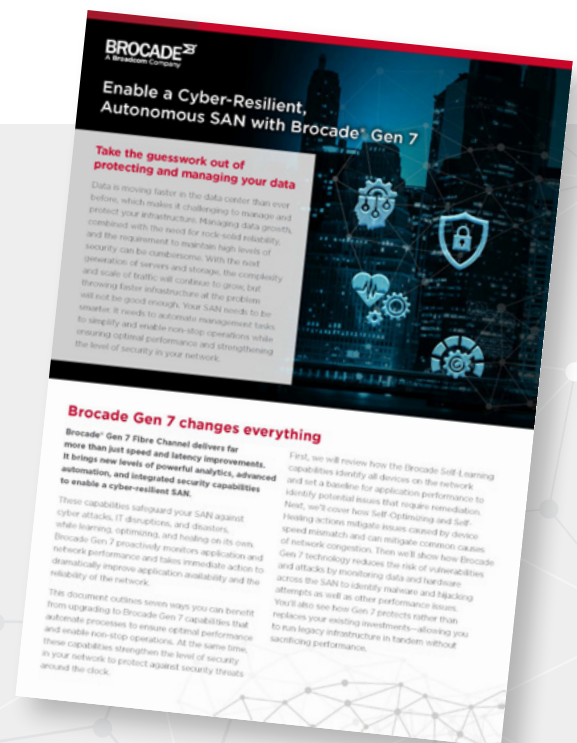 BROCADE
A Broadcom Company
Enable a Cyber-Resilient,
Autonomous SAN with Brocade® Gen 7
Take the guesswork out of
protecting and managing your data
Data is moving faster in the data center than ever
before, which makes it challenging to manage and
protect your infrastructure. Managing data growth,
combined with the need for rock-solid reliability,
and the requirement to maintain high levels of
security can be cumbersome. With the next
generation of servers and storage, the complexity
and scale of traffic will continue to grow, but
throwing faster infrastructure at the problem
will not be good enough. Your SAN needs to be
smarter. It needs to automate management tasks
to simplify and enable non-stop operations while
ensuring optimal performance and strengthening
the level of security in your network.
Brocade Gen 7 changes everything
Brocade® Gen 7 Fibre Channel delivers far
more than just speed and latency improvements.
It brings new levels of powerful analytics, advanced
automation, and integrated security capabilities
to enable a cyber-resilient SAN.
These capabilities safeguard your SAN against
cyber attacks, IT disruptions, and disasters,
while learning, optimizing, and healing on its own.
Brocade Gen 7 proactively monitors application and
network performance and takes immediate action to
dramatically improve application availability and the
reliability of the network.
This document outlines seven ways you can benefit
from upgrading to Brocade Gen 7 capabilities that
automate processes to ensure optimal performance
and enable non-stop operations. At the same time,
these capabilities strengthen the level of security
in your network to protect against security threats
around the clock.
First, we will review how the Brocade Self-Learning
capabilities identify all devices on the network
and set a baseline for application performance to
identify potential issues that require remediation.
Next, we'll cover how Self-Optimizing and Self-
Healing actions mitigate issues caused by device
speed mismatch and can mitigate common causes
of network congestion. Then we'll show how Brocade
Gen 7 technology reduces the risk of vulnerabilities
and attacks by monitoring data and hardware
across the SAN to identify malware and hijacking
attempts as well as other performance issues.
You'll also see how Gen 7 protects rather than
replaces your existing investments—allowing you
to run legacy infrastructure in tandem without
sacrificing performance.